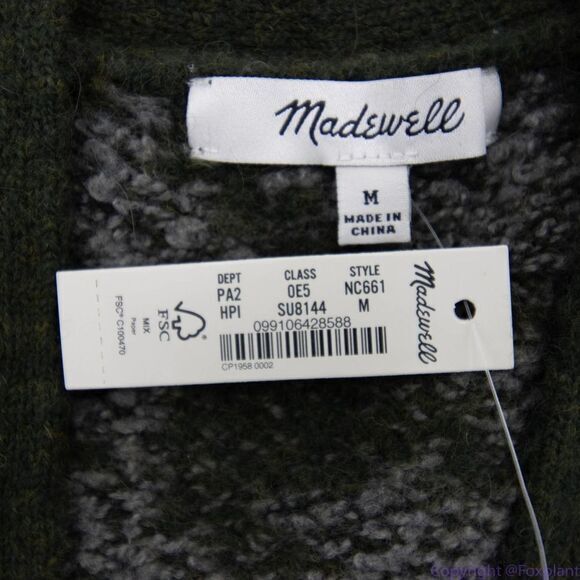 Madewell
M
MADE IN
CHINA
DEPT CLASS STYLE
PA2 0E5 NC661
HPI SU8144 M
099106428588
CP1958 0002
Madewell
FSC
MIX
Paper
FSC® C100470
Copyright @Foxplant